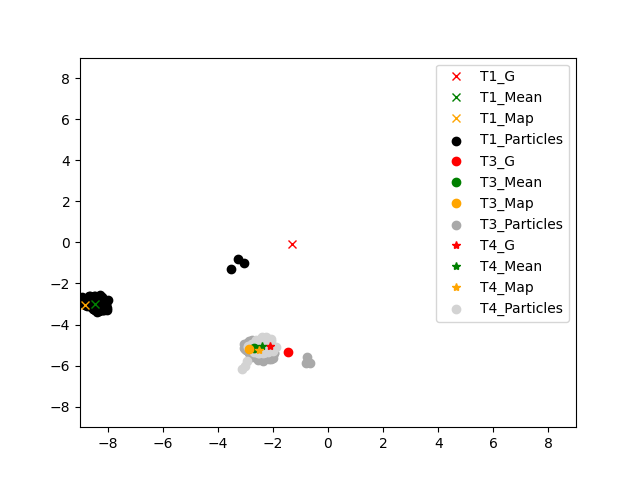 8
6
4
2
0
−2
−4
−6
−8
−8
−6
−4
−2
0
2
4
6
8
T1_G
T1_Mean
T1_Map
T1_Particles
T3_G
T3_Mean
T3_Map
T3_Particles
T4_G
T4_Mean
T4_Map
T4_Particles